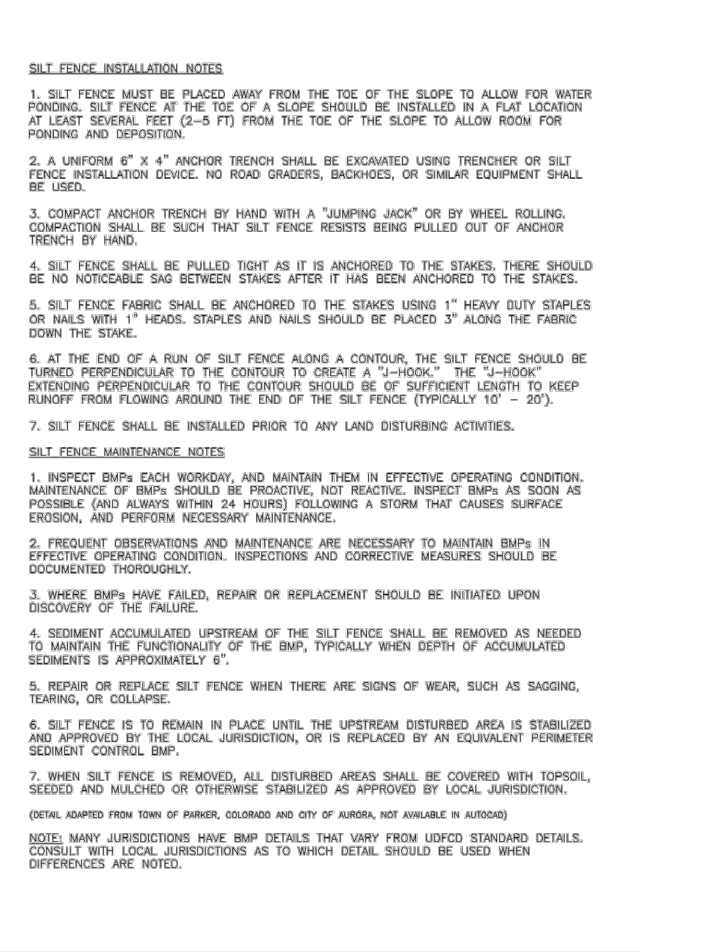 SILT FENCE INSTALLATION NOTES
1. SILT FENCE MUST BE PLACED AWAY FROM THE TOE OF THE SLOPE TO ALLOW FOR WATER
PONDING. SILT FENCE AT THE TOE OF A SLOPE SHOULD BE INSTALLED IN A FLAT LOCATION
AT LEAST SEVERAL FEET (2–5 FT) FROM THE TOE OF THE SLOPE TO ALLOW ROOM FOR
PONDING AND DEPOSITION.
2. A UNIFORM 6" X 4" ANCHOR TRENCH SHALL BE EXCAVATED USING TRENCHER OR SILT
FENCE INSTALLATION DEVICE. NO ROAD GRADERS, BACKHOES, OR SIMILAR EQUIPMENT SHALL
BE USED.
3. COMPACT ANCHOR TRENCH BY HAND WITH A "JUMPING JACK" OR BY WHEEL ROLLING.
COMPACTION SHALL BE SUCH THAT SILT FENCE RESISTS BEING PULLED OUT OF ANCHOR
TRENCH BY HAND.
4. SILT FENCE SHALL BE PULLED TIGHT AS IT IS ANCHORED TO THE STAKES. THERE SHOULD
BE NO NOTICEABLE SAG BETWEEN STAKES AFTER IT HAS BEEN ANCHORED TO THE STAKES.
5. SILT FENCE FABRIC SHALL BE ANCHORED TO THE STAKES USING 1" HEAVY DUTY STAPLES
OR NAILS WITH 1" HEADS. STAPLES AND NAILS SHOULD BE PLACED 3" ALONG THE FABRIC
DOWN THE STAKE.
6. AT THE END OF A RUN OF SILT FENCE ALONG A CONTOUR, THE SILT FENCE SHOULD BE
TURNED PERPENDICULAR TO THE CONTOUR TO CREATE A "J–HOOK." THE "J–HOOK"
EXTENDING PERPENDICULAR TO THE CONTOUR SHOULD BE OF SUFFICIENT LENGTH TO KEEP
RUNOFF FROM FLOWING AROUND THE END OF THE SILT FENCE (TYPICALLY 10' – 20').
7. SILT FENCE SHALL BE INSTALLED PRIOR TO ANY LAND DISTURBING ACTIVITIES.
SILT FENCE MAINTENANCE NOTES
1. INSPECT BMPs EACH WORKDAY, AND MAINTAIN THEM IN EFFECTIVE OPERATING CONDITION.
MAINTENANCE OF BMPs SHOULD BE PROACTIVE, NOT REACTIVE. INSPECT BMPs AS SOON AS
POSSIBLE (AND ALWAYS WITHIN 24 HOURS) FOLLOWING A STORM THAT CAUSES SURFACE
EROSION, AND PERFORM NECESSARY MAINTENANCE.
2. FREQUENT OBSERVATIONS AND MAINTENANCE ARE NECESSARY TO MAINTAIN BMPs IN
EFFECTIVE OPERATING CONDITION. INSPECTIONS AND CORRECTIVE MEASURES SHOULD BE
DOCUMENTED THOROUGHLY.
3. WHERE BMPs HAVE FAILED, REPAIR OR REPLACEMENT SHOULD BE INITIATED UPON
DISCOVERY OF THE FAILURE.
4. SEDIMENT ACCUMULATED UPSTREAM OF THE SILT FENCE SHALL BE REMOVED AS NEEDED
TO MAINTAIN THE FUNCTIONALITY OF THE BMP, TYPICALLY WHEN DEPTH OF ACCUMULATED
SEDIMENTS IS APPROXIMATELY 6".
5. REPAIR OR REPLACE SILT FENCE WHEN THERE ARE SIGNS OF WEAR, SUCH AS SAGGING,
TEARING, OR COLLAPSE.
6. SILT FENCE IS TO REMAIN IN PLACE UNTIL THE UPSTREAM DISTURBED AREA IS STABILIZED
AND APPROVED BY THE LOCAL JURISDICTION, OR IS REPLACED BY AN EQUIVALENT PERIMETER
SEDIMENT CONTROL BMP.
7. WHEN SILT FENCE IS REMOVED, ALL DISTURBED AREAS SHALL BE COVERED WITH TOPSOIL,
SEEDED AND MULCHED OR OTHERWISE STABILIZED AS APPROVED BY LOCAL JURISDICTION.
(DETAIL ADAPTED FROM TOWN OF PARKER, COLORADO AND CITY OF AURORA, NOT AVAILABLE IN AUTOCAD)
NOTE: MANY JURISDICTIONS HAVE BMP DETAILS THAT VARY FROM UDFCD STANDARD DETAILS.
CONSULT WITH LOCAL JURISDICTIONS AS TO WHICH DETAIL SHOULD BE USED WHEN
DIFFERENCES ARE NOTED.